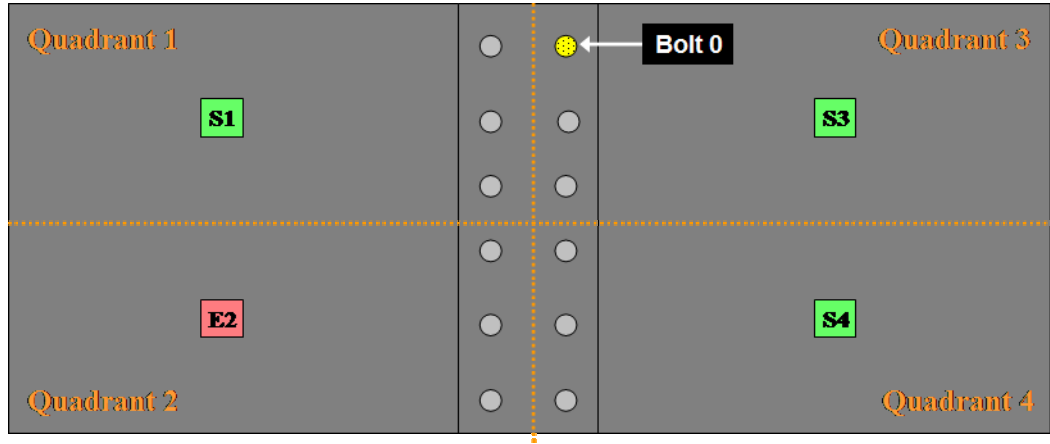 Quadrant 1
Bolt 0
Quadrant 3
S1
S3
E2
S4
Quadrant 2
Quadrant 4